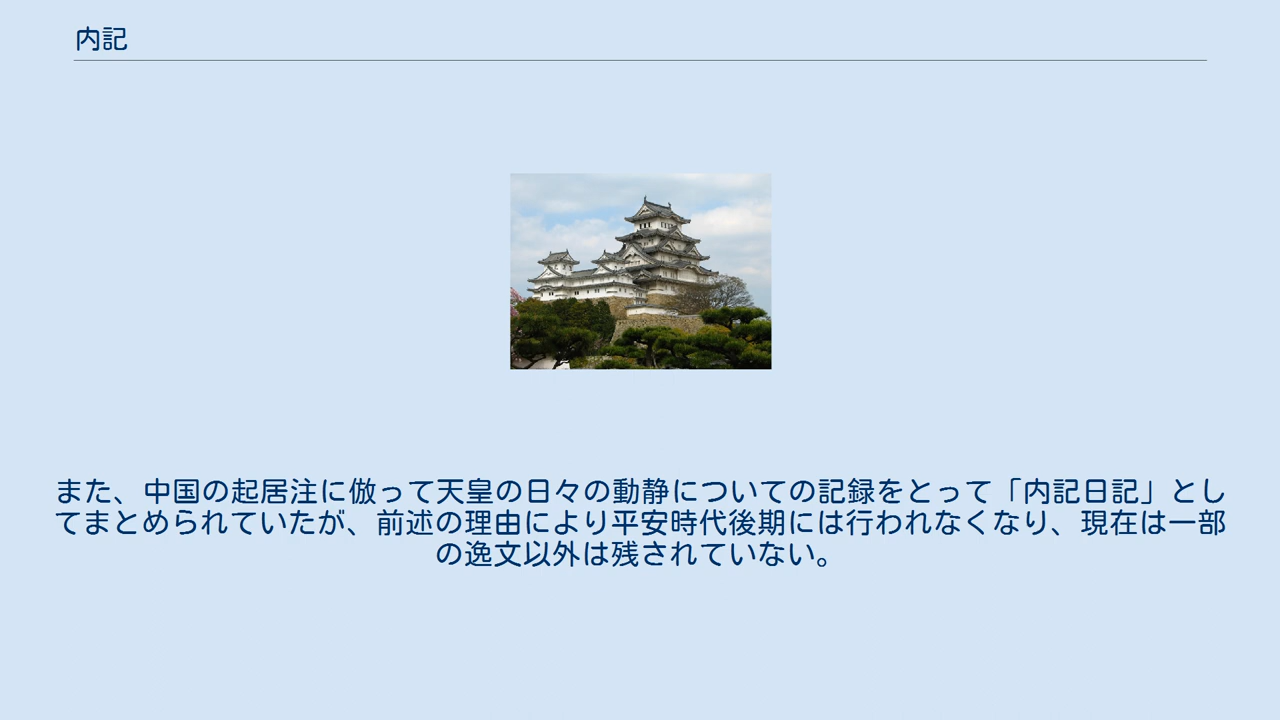 内記
また、中国の起居注に倣って天皇の日々の動静についての記録をとって「内記日記」とし
てまとめられていたが、前述の理由により平安時代後期には行われなくなり、現在は一部
の逸文以外は残されていない。